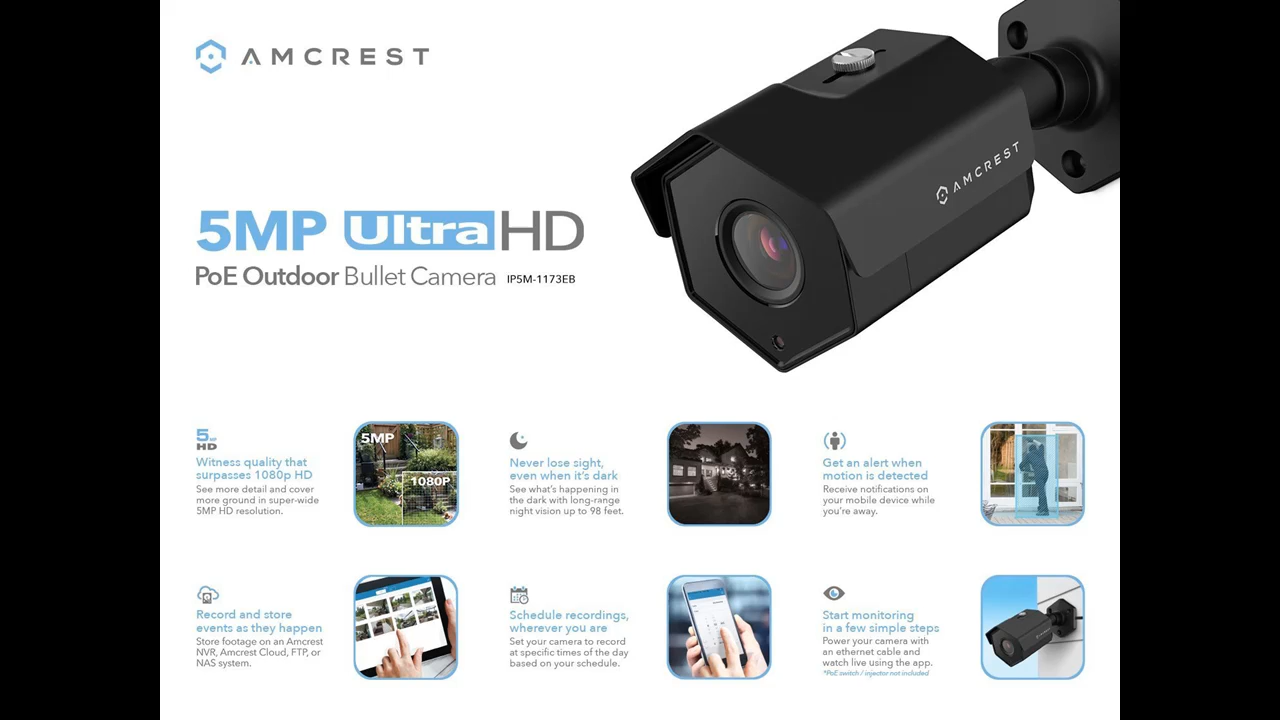 AMCREST
AMCREST
5MP Ultra HD
PoE Outdoor Bullet Camera IP5M-1173EB
5MP
HD
Witness quality that
surpasses 1080p HD
See more detail and cover
more ground in super-wide
5MP HD resolution.
5MP
1080P
Never lose sight,
even when it's dark
See what's happening in
the dark with long-range
night vision up to 98 feet.
Get an alert when
motion is detected
Receive notifications on
your mobile device while
you're away.
Record and store
events as they happen
Store footage on an Amcrest
NVR, Amcrest Cloud, FTP, or
NAS system.
Schedule recordings,
wherever you are
Set your camera to record
at specific times of the day
based on your schedule.
Start monitoring
in a few simple steps
Power your camera with
an ethernet cable and
watch live using the app.
*PoE switch / injector not included